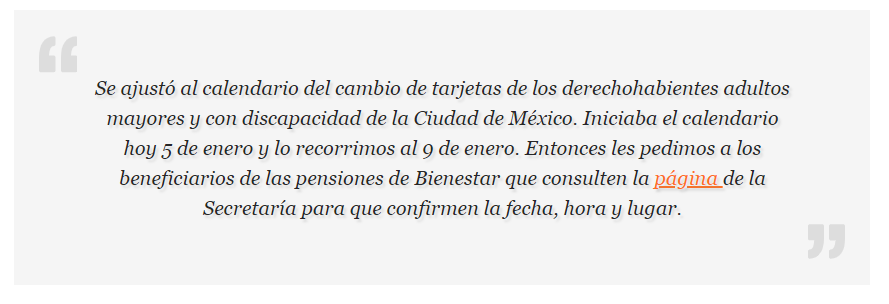 Se ajustó al calendario del cambio de tarjetas de los derechohabientes adultos
mayores y con discapacidad de la Ciudad de México. Iniciaba el calendario
hoy 5 de enero y lo recorrimos al 9 de enero. Entonces les pedimos a los
beneficiarios de las pensiones de Bienestar que consulten la página de la
Secretaría para que confirmen la fecha, hora y lugar.